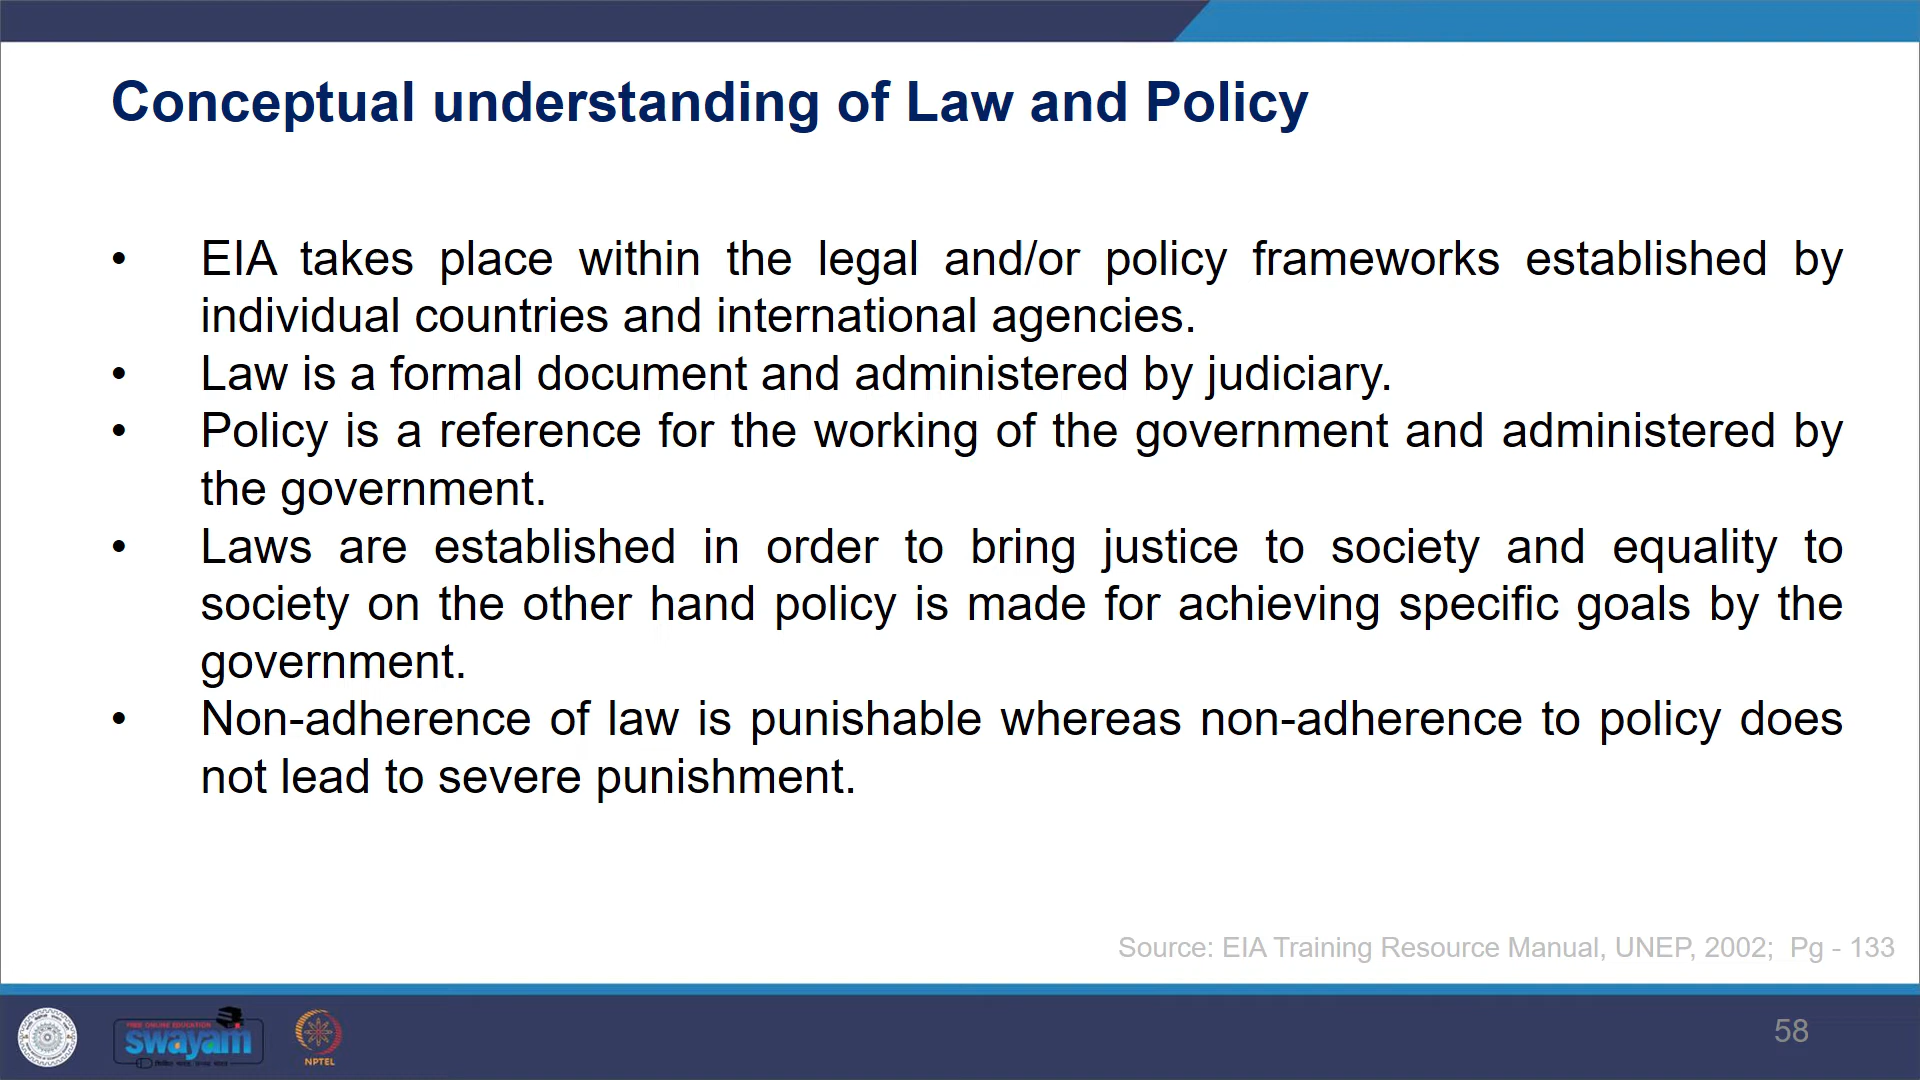 Conceptual understanding of Law and Policy
• EIA takes place within the legal and/or policy frameworks established by
individual countries and international agencies.
• Law is a formal document and administered by judiciary.
• Policy is a reference for the working of the government and administered by
the government.
• Laws are established in order to bring justice to society and equality to
society on the other hand policy is made for achieving specific goals by the
government.
• Non-adherence of law is punishable whereas non-adherence to policy does
not lead to severe punishment.
Source: EIA Training Resource Manual, UNEP, 2002; Pg - 133
FREE ONLINE EDUCATION
swayam
NPTEL
58